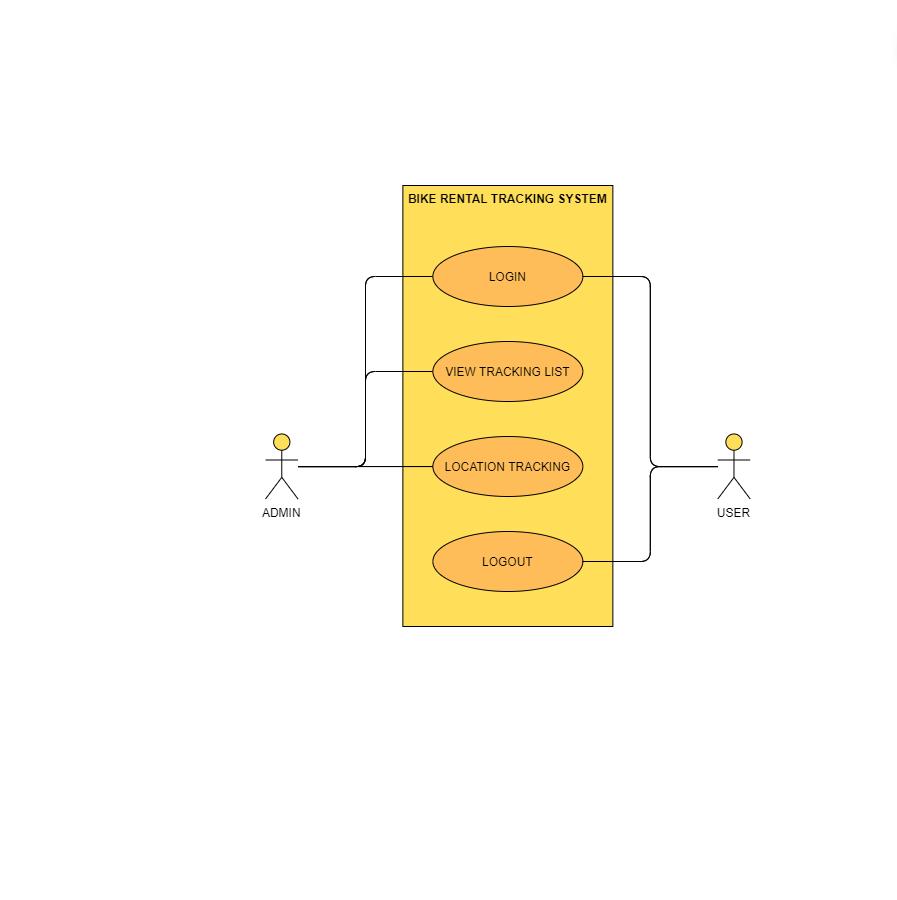 BIKE RENTAL TRACKING SYSTEM
LOGIN
VIEW TRACKING LIST
LOCATION TRACKING
ADMIN
USER
LOGOUT